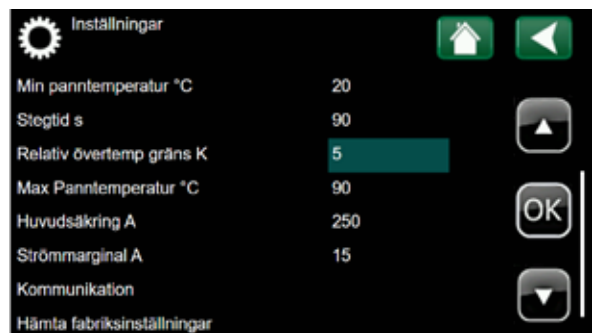 Inställningar
Min panntemperatur °C 20
Stegtid s 90
Relativ övertemp gräns K 5
Max Panntemperatur °C 90
Huvudsäkring A 250
Strömmarginal A 15
OK
Kommunikation
Hämta fabriksinställningar